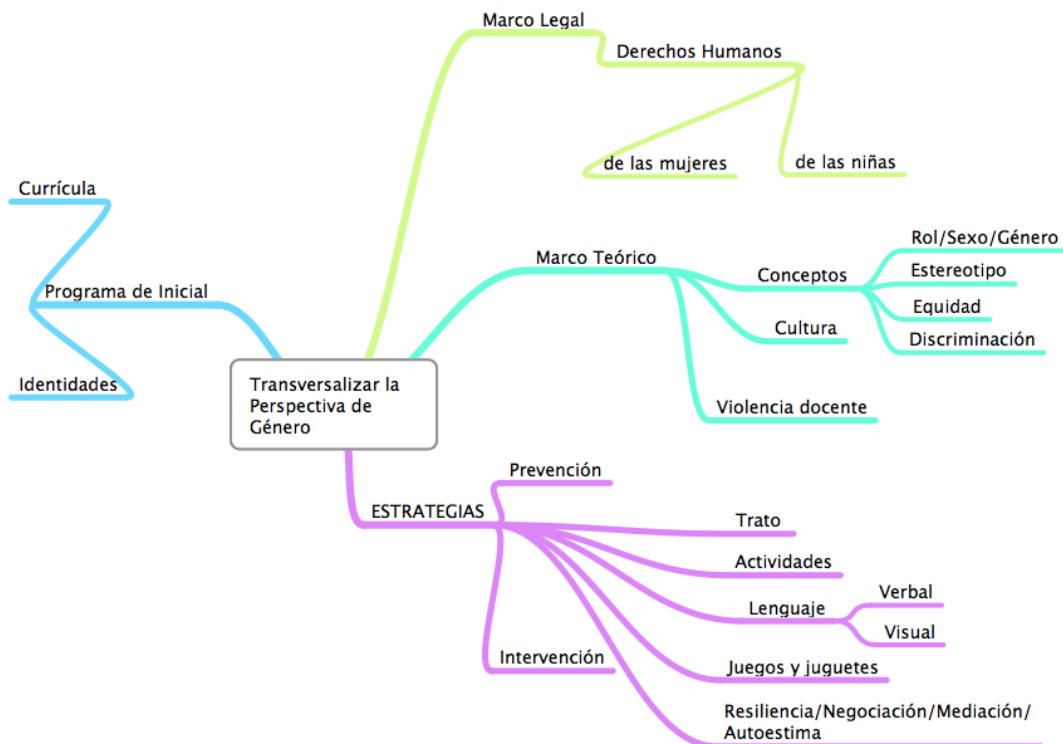 Marco Legal
Derechos Humanos
de las mujeres
de las niñas
Currícula
Programa de Inicial
Identidades
Marco Teórico
Conceptos
Rol/Sexo/Género
Estereotipo
Equidad
Discriminación
Cultura
Violencia docente
Transversalizar la
Perspectiva de
Género
ESTRATEGIAS
Prevención
Trato
Actividades
Lenguaje
Verbal
Visual
Intervención
Juegos y juguetes
Resiliencia/Negociación/Mediación/
Autoestima